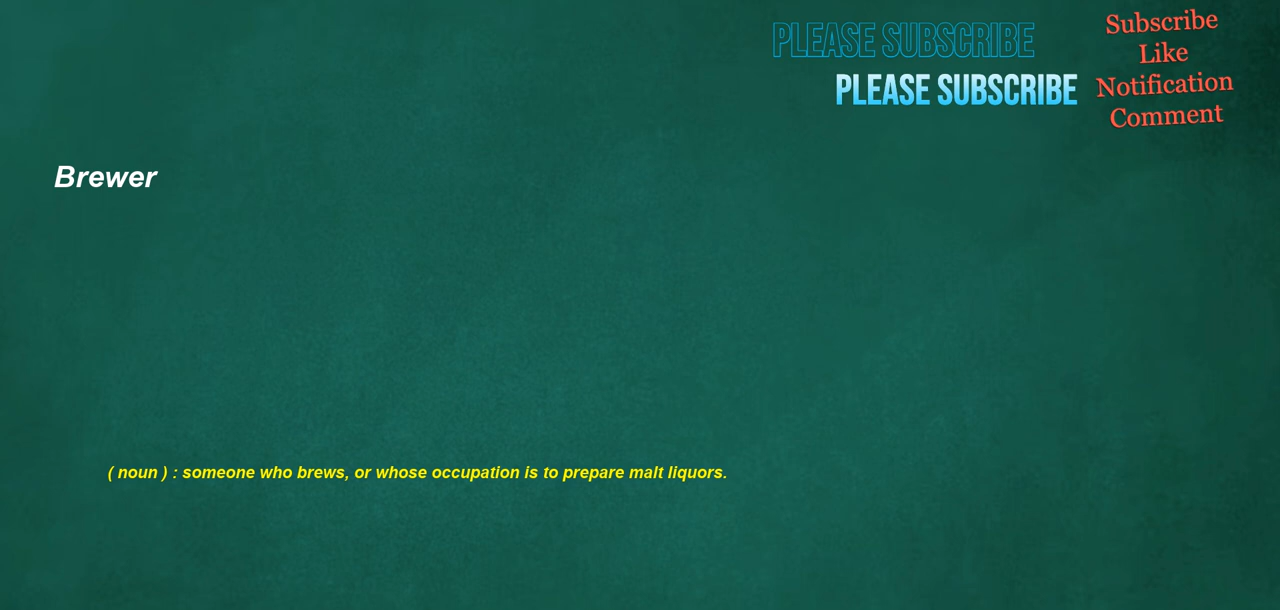 PLEASE SUBSCRIBE
PLEASE SUBSCRIBE
Subscribe
Like
Notification
Comment
Brewer
( noun ) : someone who brews, or whose occupation is to prepare malt liquors.